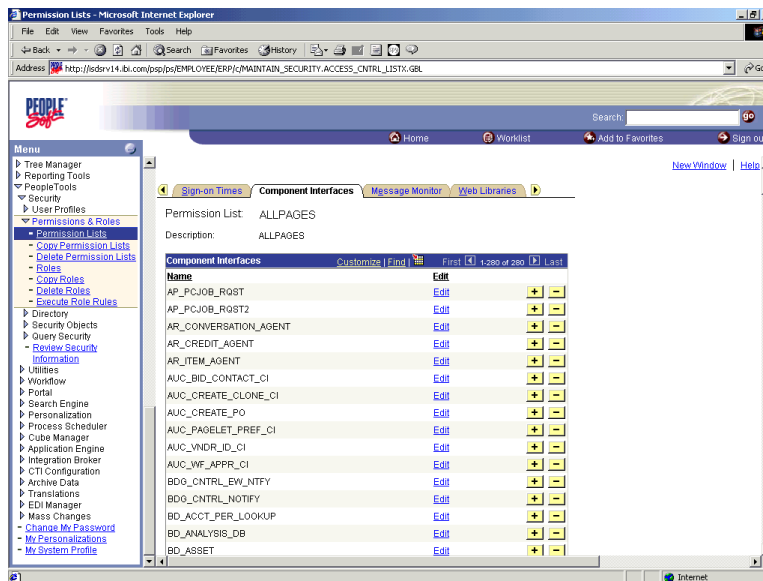 Permission Lists - Microsoft Internet Explorer
File Edit View Favorites Tools Help
Back Search Favorites History
Address http://isdsrv14.ibi.com/psp/ps/EMPLOYEE/ERP/c/MAINTAIN_SECURITY.ACCESS_CNTRL_LISTX.GBL
PEOPLE
Soft
Search: go
Home Worklist Add to Favorites Sign ou
Menu
Tree Manager
Reporting Tools
PeopleTools
Security
User Profiles
Permissions & Roles
- Permission Lists
- Copy Permission Lists
- Delete Permission Lists
- Roles
- Copy Roles
- Delete Roles
- Execute Role Rules
Directory
Security Objects
Query Security
- Review Security
Information
Utilities
Workflow
Portal
Search Engine
Personalization
Process Scheduler
Cube Manager
Application Engine
Integration Broker
CTI Configuration
Archive Data
Translations
EDI Manager
Mass Changes
- Change My Password
- My Personalizations
- My System Profile
New Window | Help
Sign-on Times Component Interfaces Message Monitor Web Libraries
Permission List: ALLPAGES
Description: ALLPAGES
Component Interfaces Customize | Find | First 1-280 of 280 Last
Name Edit
AP_PCJOB_RQST Edit + -
AP_PCJOB_RQST2 Edit + -
AR_CONVERSATION_AGENT Edit + -
AR_CREDIT_AGENT Edit + -
AR_ITEM_AGENT Edit + -
AUC_BID_CONTACT_CI Edit + -
AUC_CREATE_CLONE_CI Edit + -
AUC_CREATE_PO Edit + -
AUC_PAGELET_PREF_CI Edit + -
AUC_VNDR_ID_CI Edit + -
AUC_WF_APPR_CI Edit + -
BDG_CNTRL_EW_NTFY Edit + -
BDG_CNTRL_NOTIFY Edit + -
BD_ACCT_PER_LOOKUP Edit + -
BD_ANALYSIS_DB Edit + -
BD_ASSET Edit + -
Internet